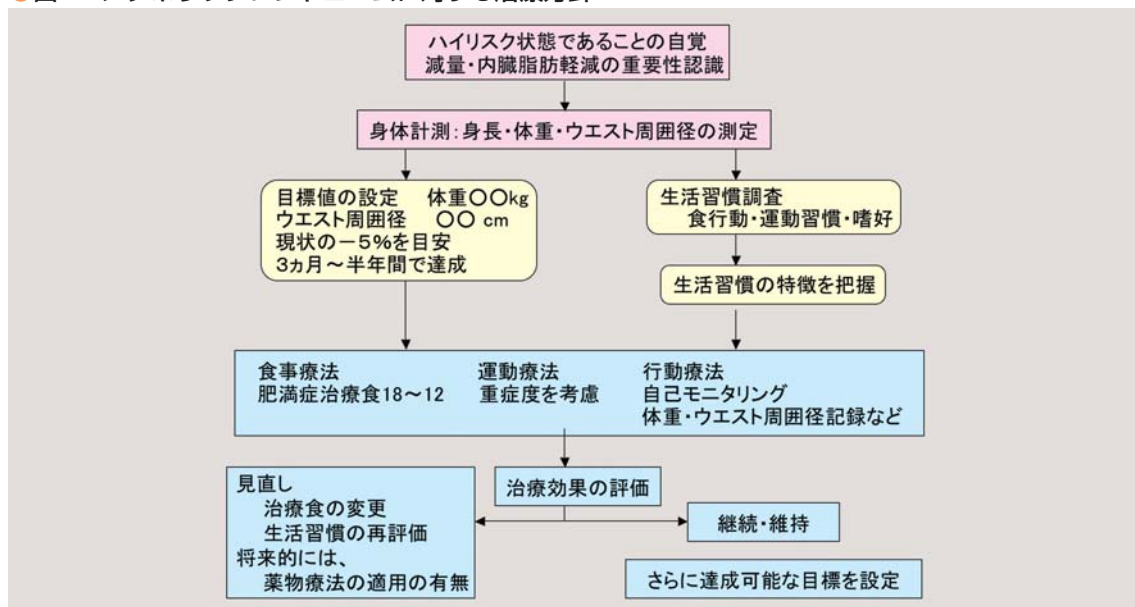 ハイリスク状態であることの自覚
減量・内臓脂肪軽減の重要性認識
身体計測：身長・体重・ウエスト周囲径の測定
目標値の設定　体重〇〇kg
ウエスト周囲径　〇〇 cm
現状の－5％を目安
3ヵ月～半年間で達成
生活習慣調査
食行動・運動習慣・嗜好
生活習慣の特徴を把握
食事療法
肥満症治療食18～12
運動療法
重症度を考慮
行動療法
自己モニタリング
体重・ウエスト周囲径記録など
治療効果の評価
見直し
治療食の変更
生活習慣の再評価
将来的には、
薬物療法の適用の有無
継続・維持
さらに達成可能な目標を設定